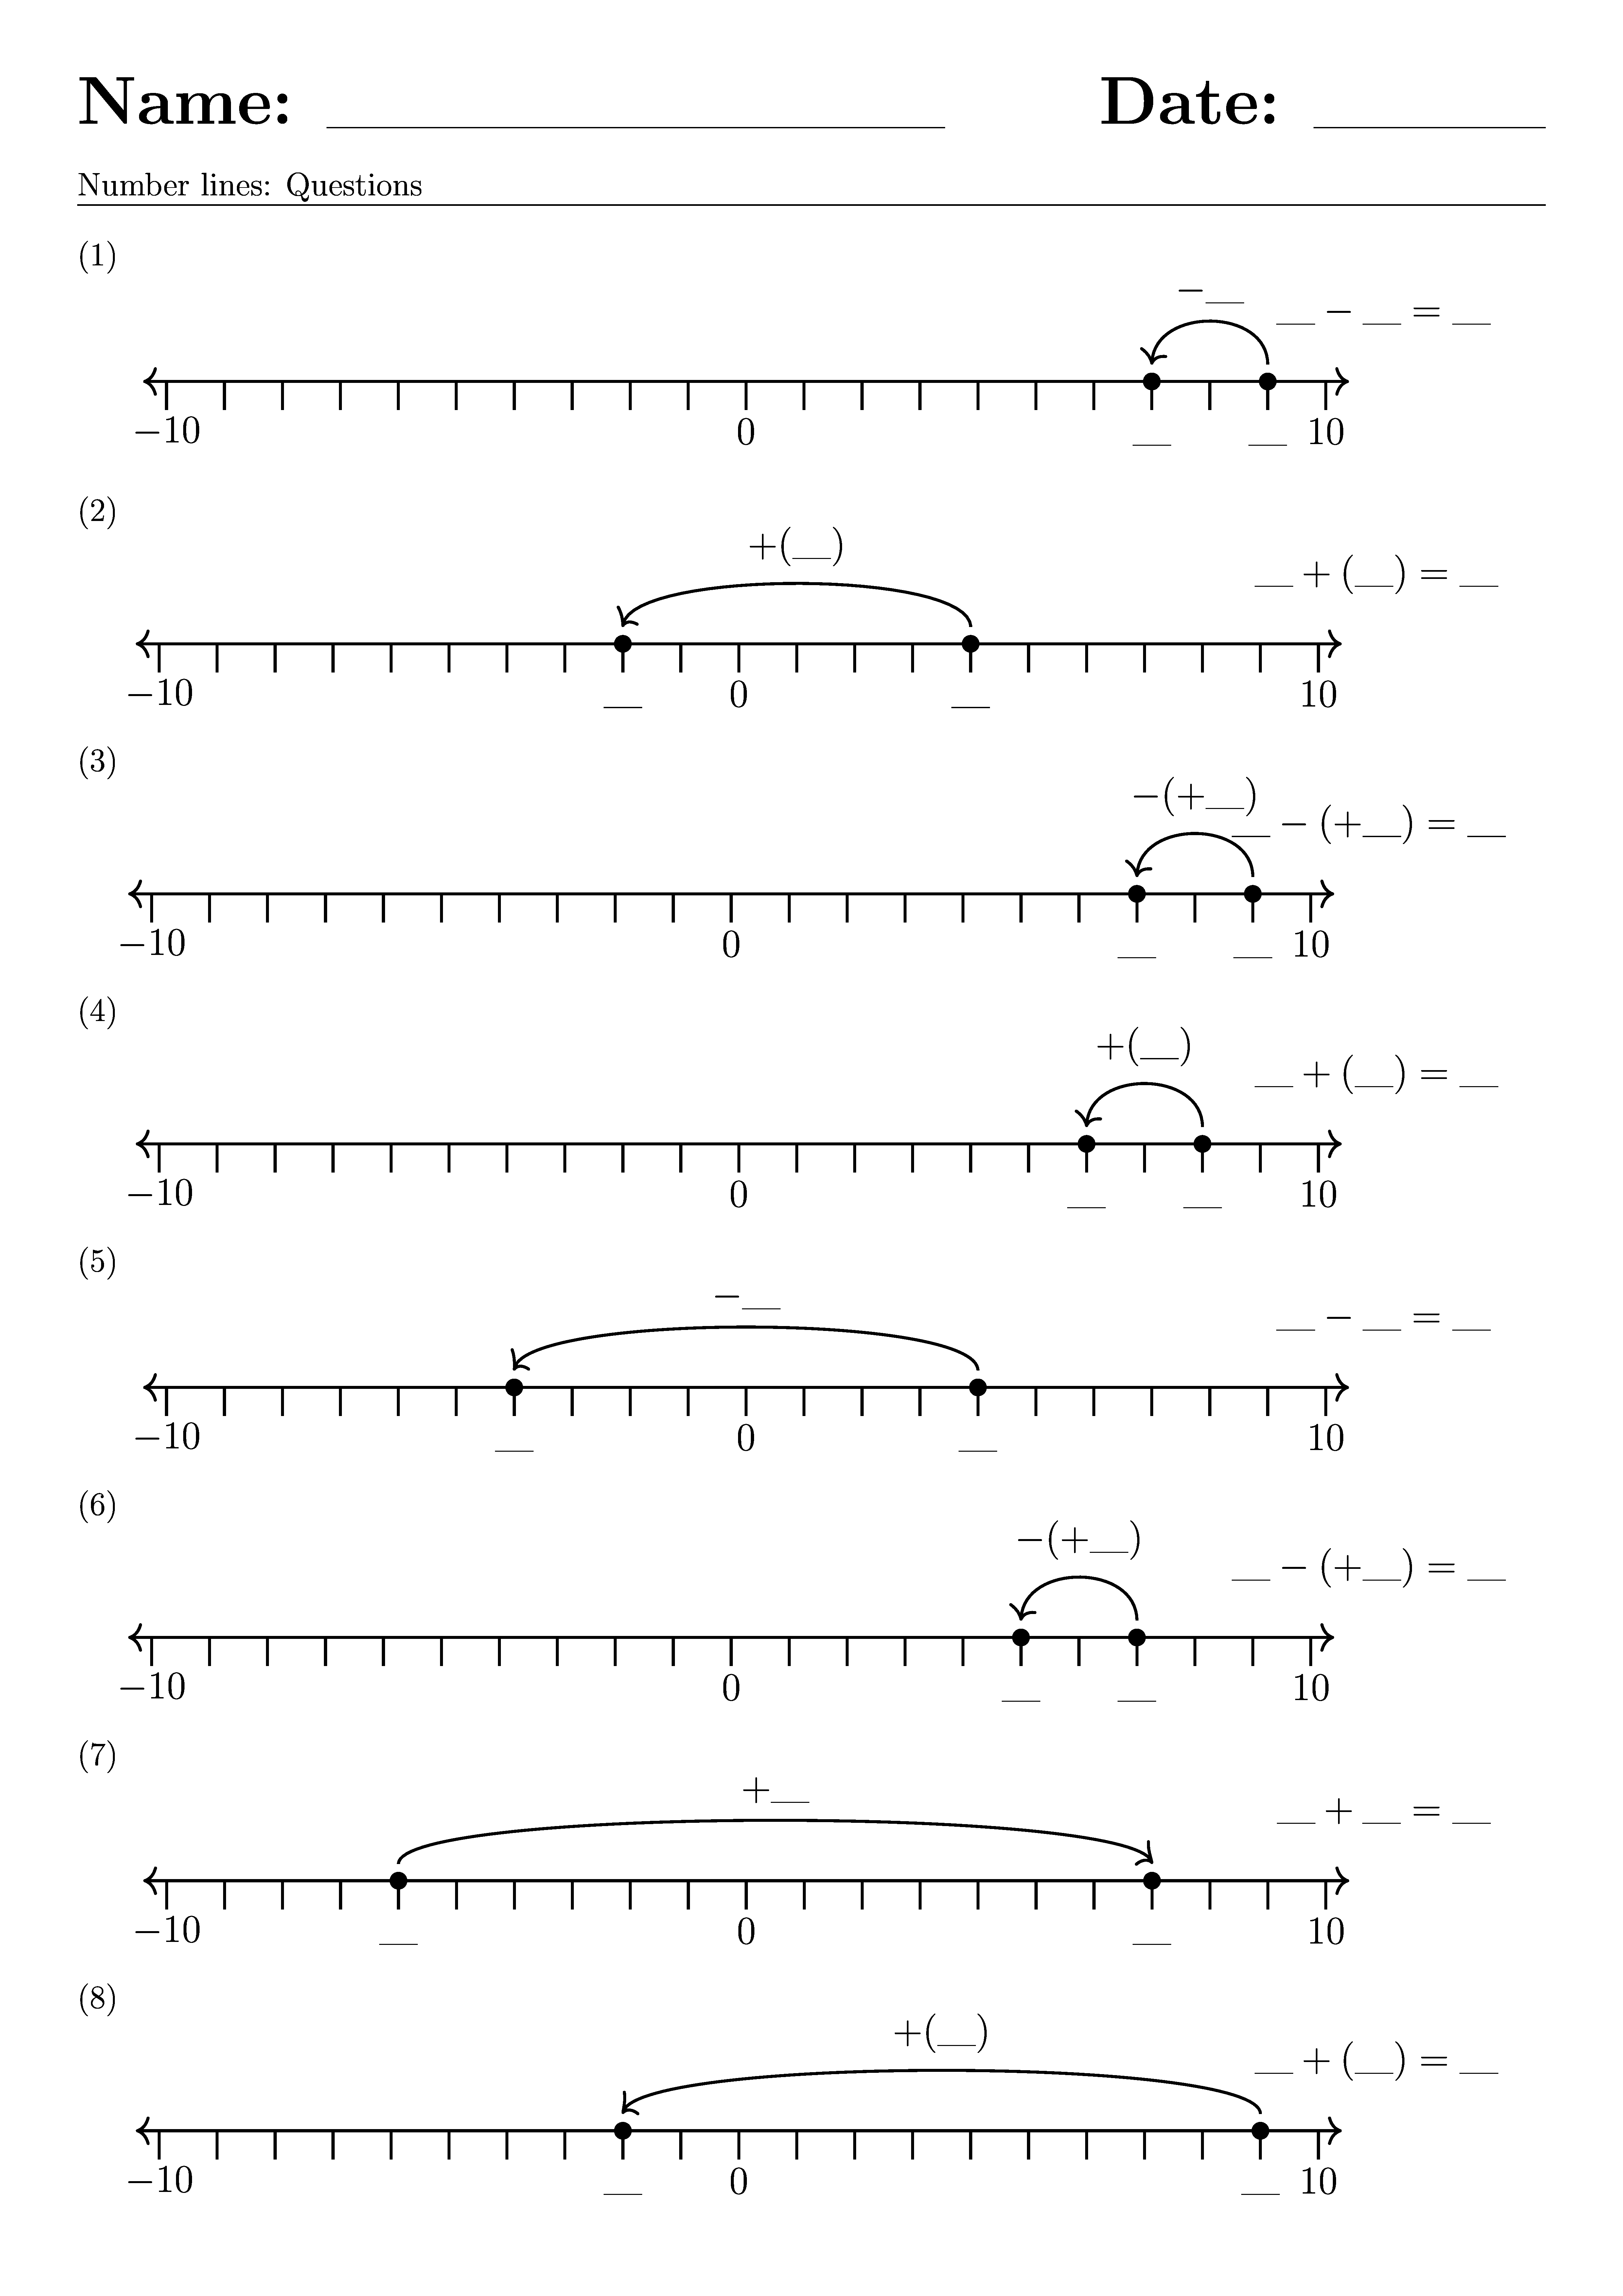 Name: ____ Date: ____
Number lines: Questions
(1)
−__
__ − __ = __
−10 0 __ __ 10
(2)
+(__)
__ + (__) = __
−10 __ 0 __ 10
(3)
−(+__)
__ − (+__) = __
−10 0 __ __ 10
(4)
+(__)
__ + (__) = __
−10 0 __ __ 10
(5)
−__
__ − __ = __
−10 __ 0 __ 10
(6)
−(+__)
__ − (+__) = __
−10 0 __ __ 10
(7)
+__
__ + __ = __
−10 __ 0 __ 10
(8)
+(__)
__ + (__) = __
−10 __ 0 __ 10